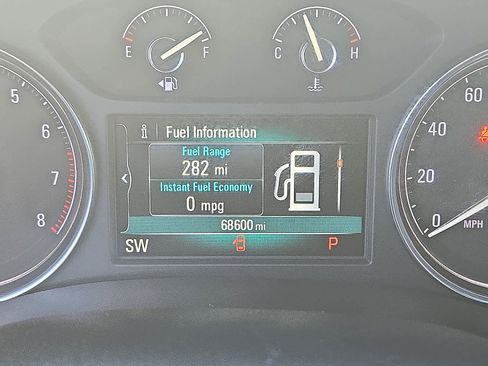 E F C H
5
6
7
8
i Fuel Information
Fuel Range
282 mi
Instant Fuel Economy
0 mpg
68600 mi
SW P
60
40
20
0
MPH